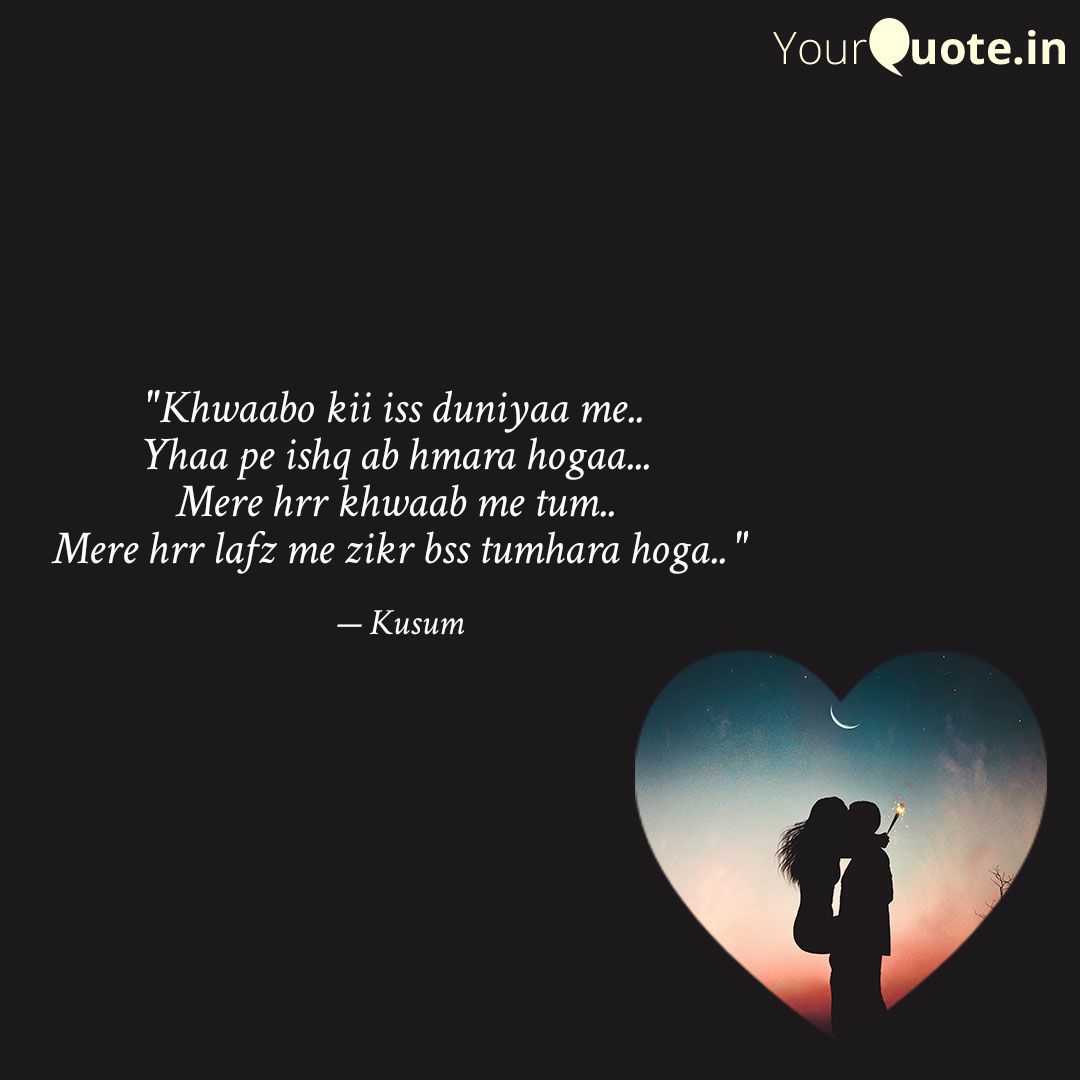 YourQuote.in
"Khwaabo kii iss duniyaa me..
Yhaa pe ishq ab hmara hogaa...
Mere hrr khwaab me tum..
Mere hrr lafz me zikr bss tumhara hoga.. "
— Kusum